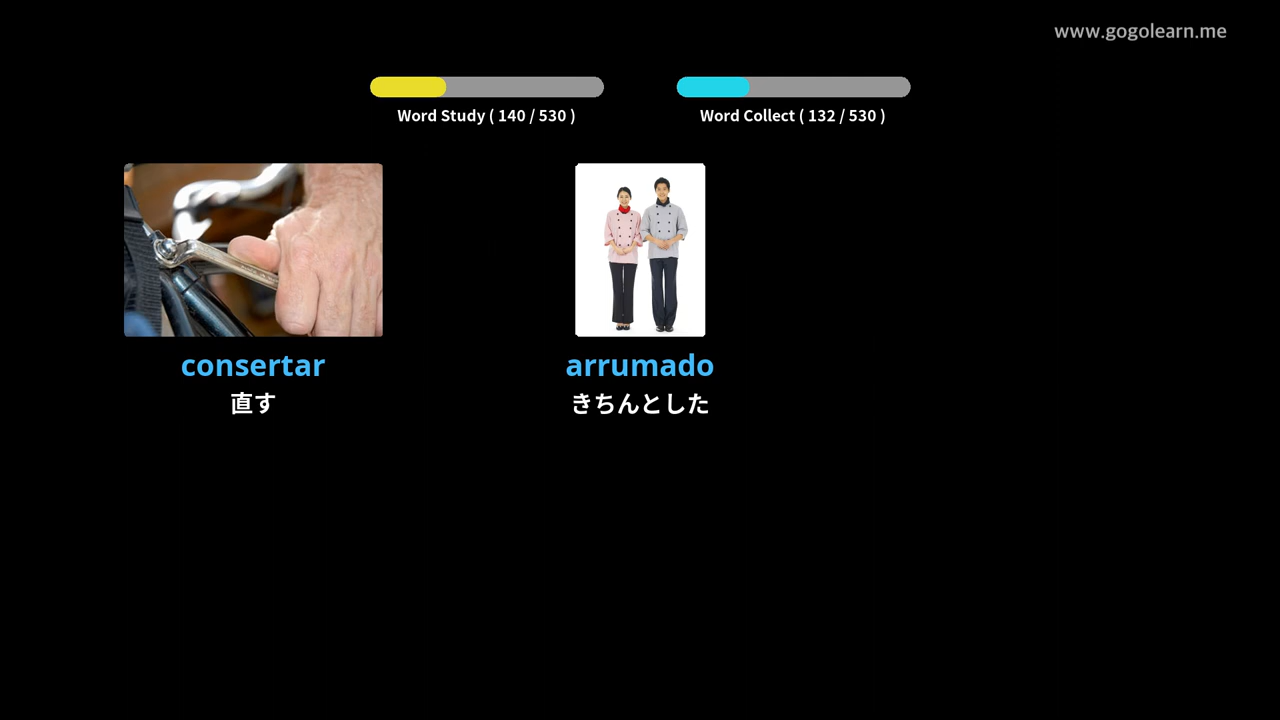 www.gogolearn.me
Word Study ( 140 / 530 )
Word Collect ( 132 / 530 )
consertar
直す
arrumado
きちんとした